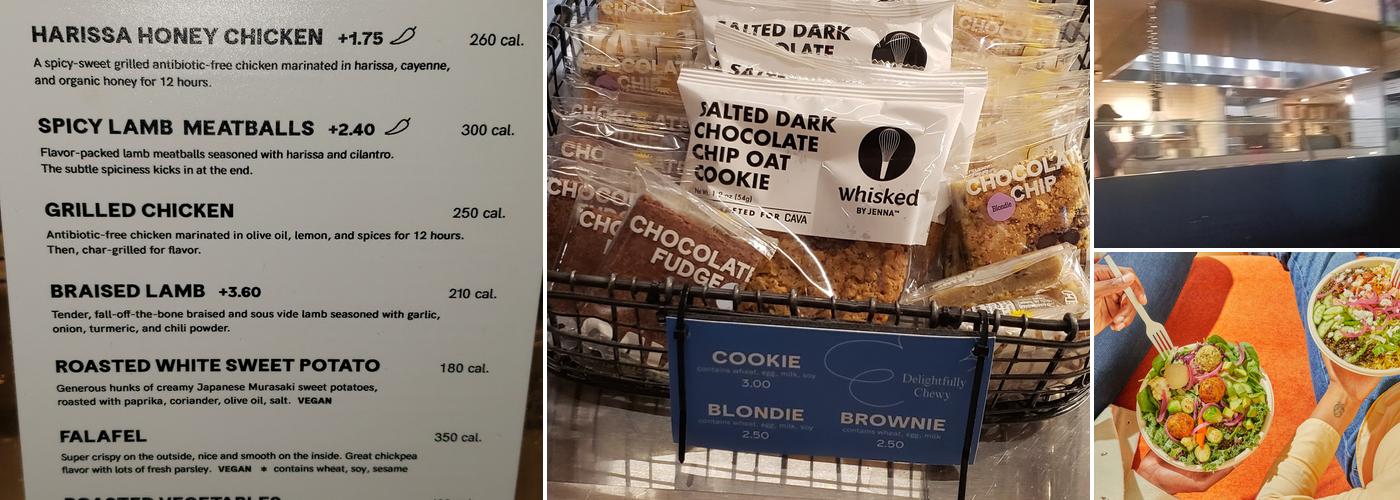 HARISSA HONEY CHICKEN +1.75 260 cal.
A spicy-sweet grilled antibiotic-free chicken marinated in harissa, cayenne,
and organic honey for 12 hours.
SPICY LAMB MEATBALLS +2.40 300 cal.
Flavor-packed lamb meatballs seasoned with harissa and cilantro.
The subtle spiciness kicks in at the end.
GRILLED CHICKEN 250 cal.
Antibiotic-free chicken marinated in olive oil, lemon, and spices for 12 hours.
Then, char-grilled for flavor.
BRAISED LAMB +3.60 210 cal.
Tender, fall-off-the-bone braised and sous vide lamb seasoned with garlic,
onion, turmeric, and chili powder.
ROASTED WHITE SWEET POTATO 180 cal.
Generous hunks of creamy Japanese Murasaki sweet potatoes,
roasted with paprika, coriander, olive oil, salt. VEGAN
FALAFEL 350 cal.
Super crispy on the outside, nice and smooth on the inside. Great chickpea
flavor with lots of fresh parsley. VEGAN * contains wheat, soy, sesame
ROASTED VEGETABLES
SALTED DARK
CHOCOLATE
SALTED DARK
CHOCOLATE
CHIP OAT
COOKIE
(54g)
FOR CAVA
whisked
BY JENNA™
CHOCOLATE
FUDGE
CHOCOLATE
CHIP
Blondie
COOKIE
contains wheat, egg, milk, soy
3.00
Delightfully
Chewy
BLONDIE
contains wheat, egg, milk, soy
2.50
BROWNIE
contains wheat, egg, milk, soy
2.50